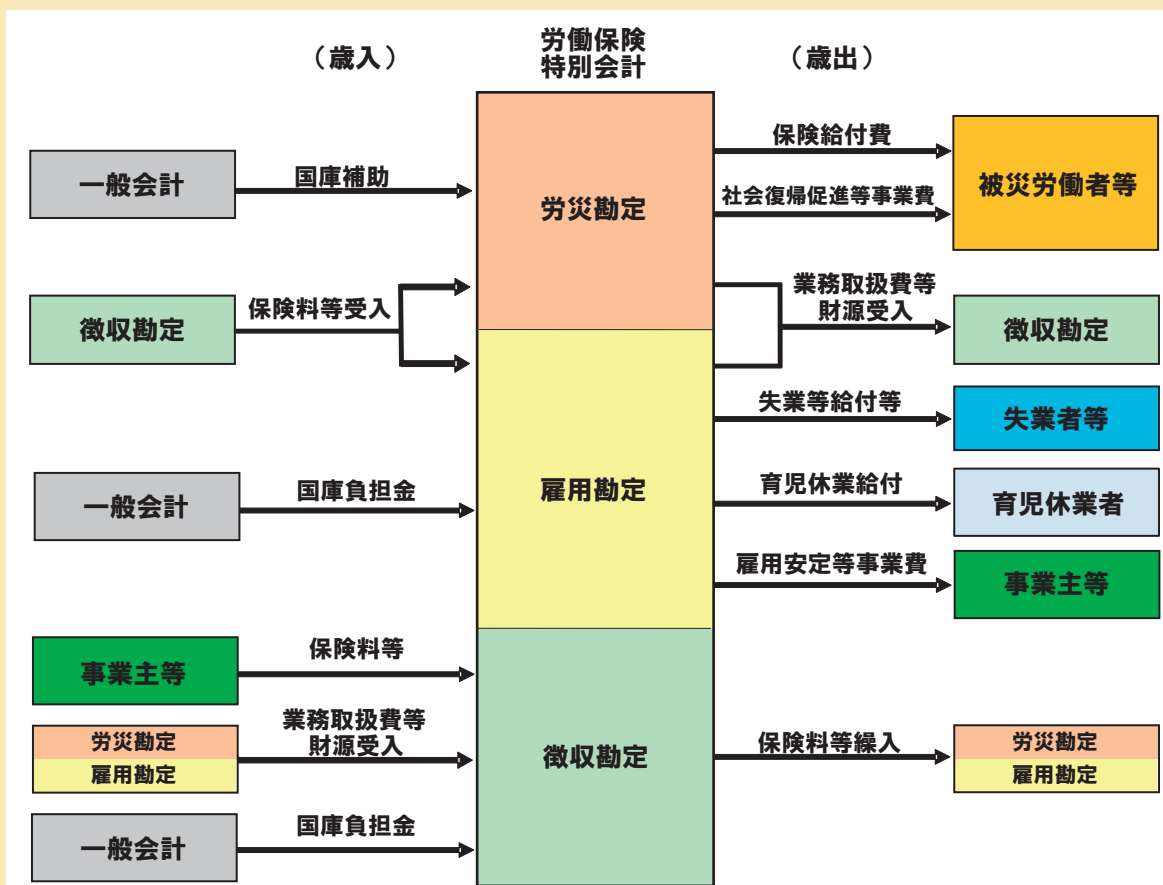 （歳入）
労働保険
特別会計
（歳出）
一般会計
国庫補助
徴収勘定
保険料等受入
一般会計
国庫負担金
事業主等
保険料等
労災勘定
雇用勘定
業務取扱費等
財源受入
一般会計
国庫負担金
労災勘定
雇用勘定
徴収勘定
保険給付費
社会復帰促進等事業費
被災労働者等
業務取扱費等
財源受入
徴収勘定
失業等給付等
失業者等
育児休業給付
育児休業者
雇用安定等事業費
事業主等
保険料等繰入
労災勘定
雇用勘定